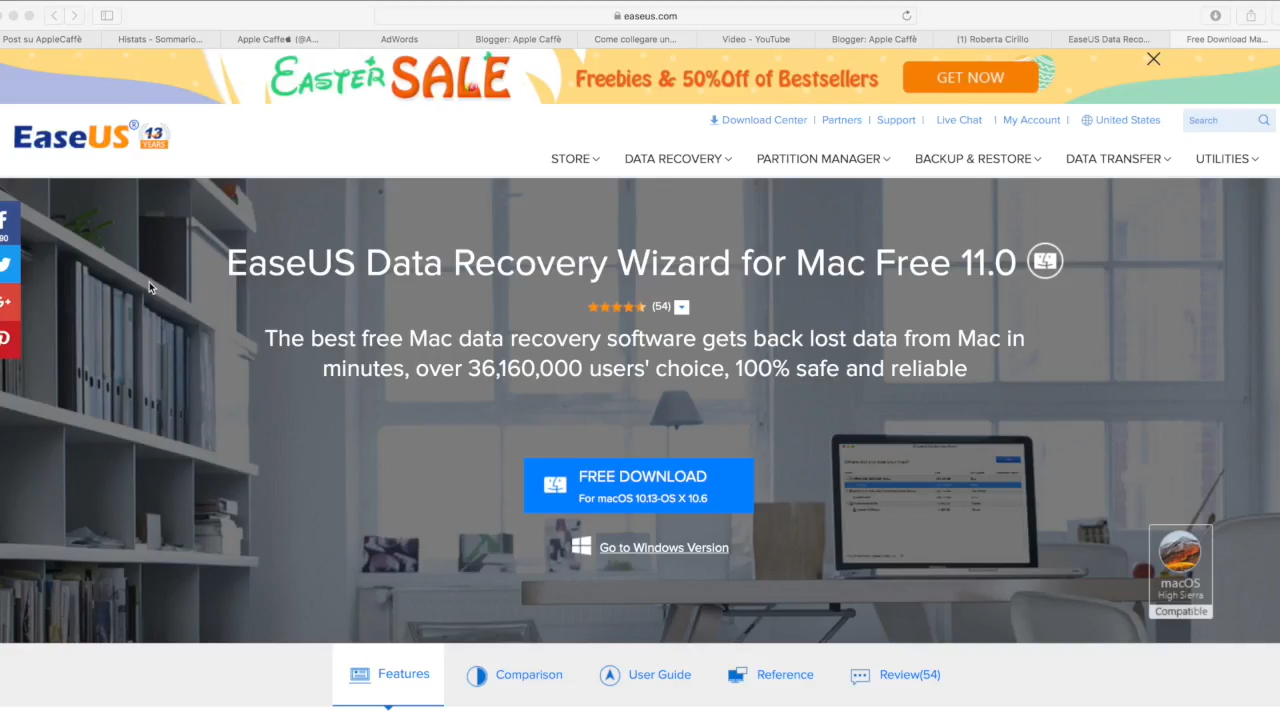 easeus.com
Post su AppleCaffè
Histats - Sommario...
Apple Caffe (@A...
AdWords
Blogger: Apple Caffè
Come collegare un...
Video - YouTube
Blogger: Apple Caffè
(1) Roberta Cirillo
EaseUS Data Reco...
Free Download Ma...
EASTER SALE
Freebies & 50%Off of Bestsellers
GET NOW
EaseUS®
13
YEARS
Download Center
Partners
Support
Live Chat
My Account
United States
Search
STORE
DATA RECOVERY
PARTITION MANAGER
BACKUP & RESTORE
DATA TRANSFER
UTILITIES
EaseUS Data Recovery Wizard for Mac Free 11.0
(54)
The best free Mac data recovery software gets back lost data from Mac in
minutes, over 36,160,000 users' choice, 100% safe and reliable
FREE DOWNLOAD
For macOS 10.13-OS X 10.6
Go to Windows Version
macOS
High Sierra
Compatible
Features
Comparison
User Guide
Reference
Review(54)